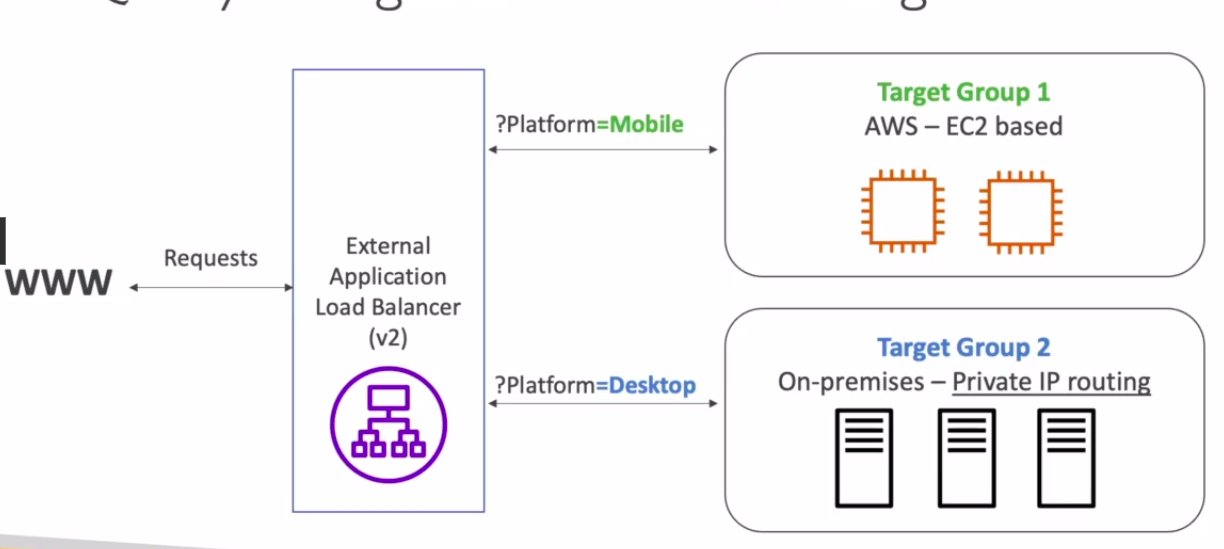 WWW
Requests
External
Application
Load Balancer
(v2)
?Platform=Mobile
?Platform=Desktop
Target Group 1
AWS – EC2 based
Target Group 2
On-premises – Private IP routing